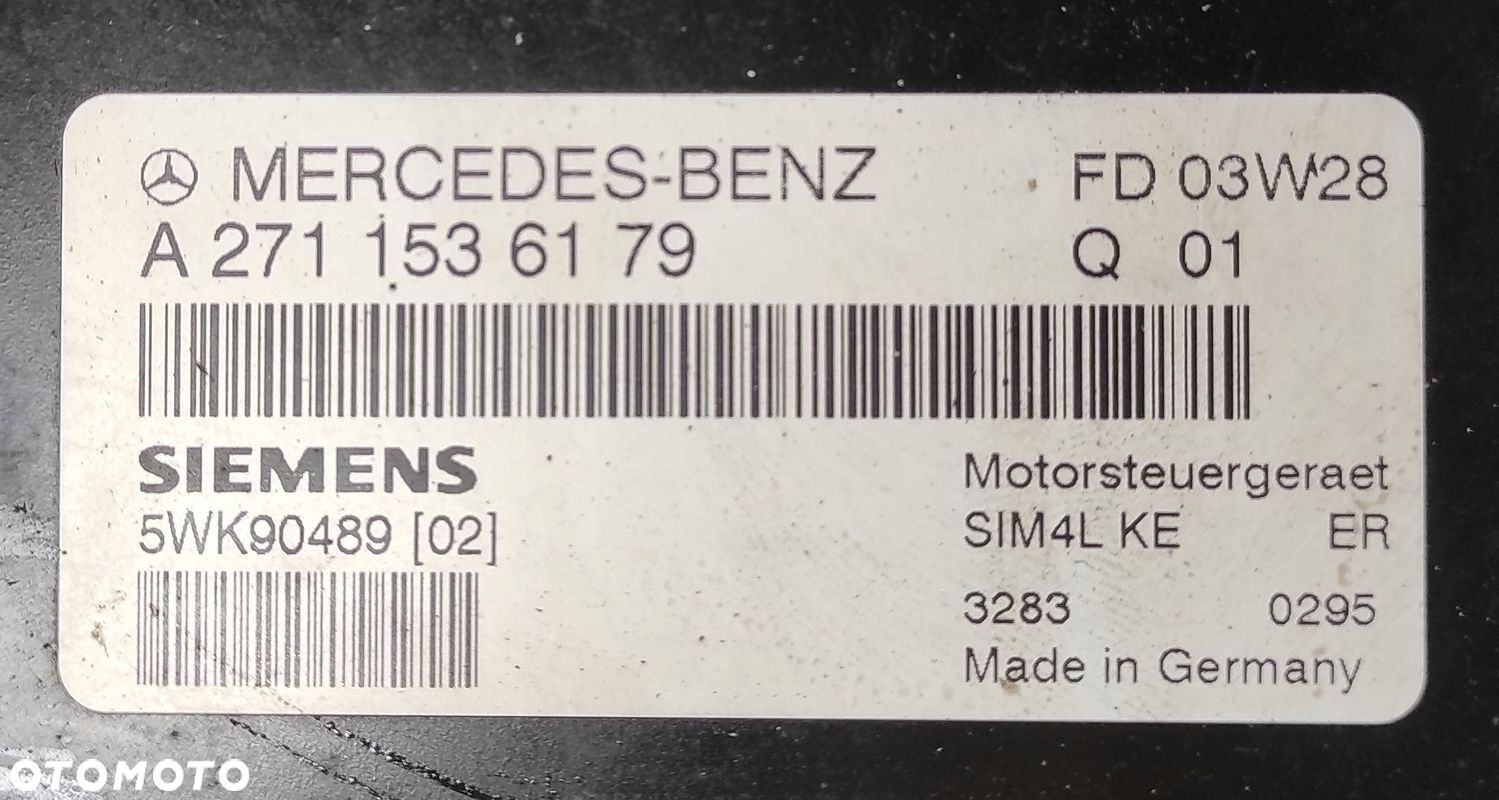 MERCEDES-BENZ FD 03W28
A 271 153 61 79 Q 01
SIEMENS
5WK90489 [02]
Motorsteuergeraet
SIM4L KE ER
3283 0295
Made in Germany
OTOMOTO